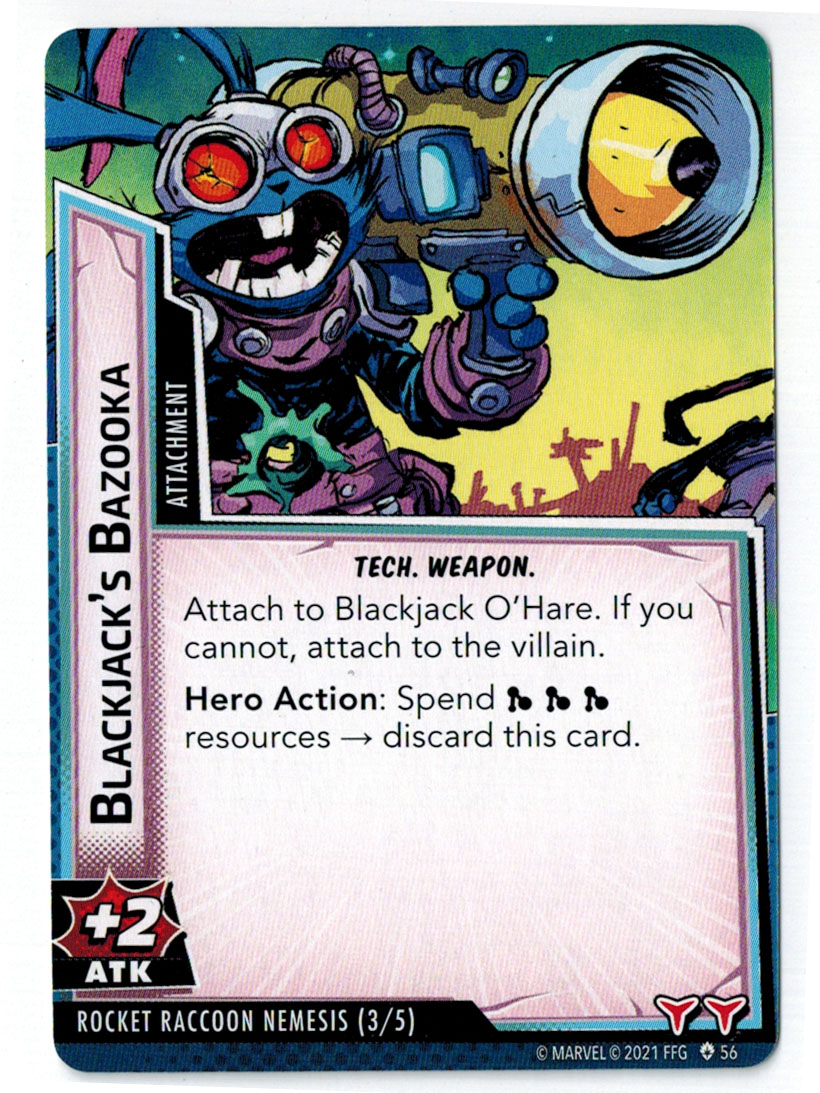 BLACKJACK'S BAZOOKA
ATTACHMENT
TECH. WEAPON.
Attach to Blackjack O'Hare. If you
cannot, attach to the villain.
Hero Action: Spend
resources → discard this card.
+2
ATK
ROCKET RACCOON NEMESIS (3/5)
© MARVEL © 2021 FFG 56